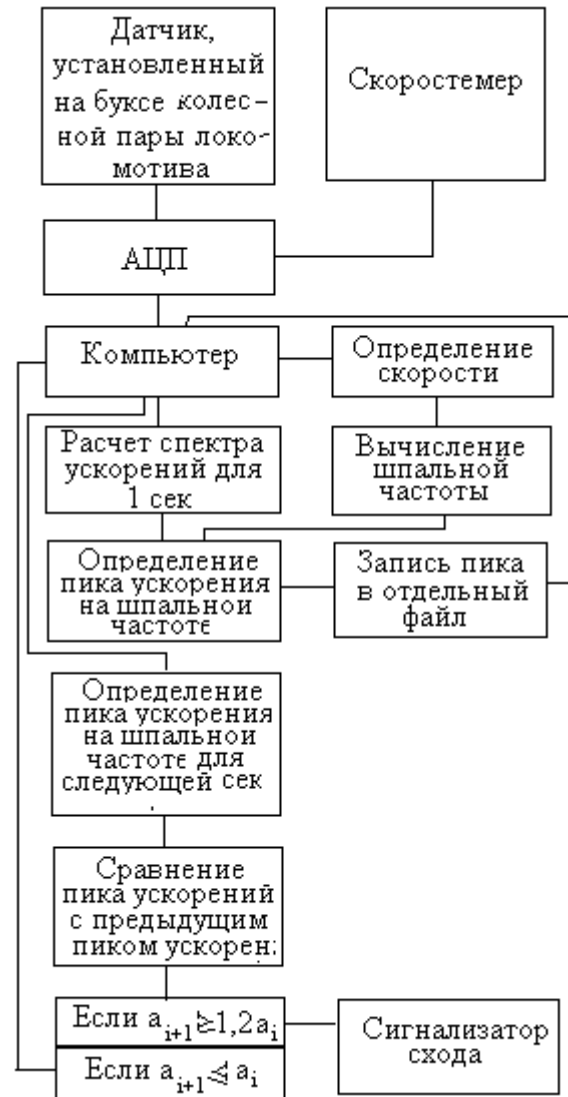 Датчик,
установленный
на буксе колес-
ной пары локо-
мотива
Скоростемер
АЦП
Компьютер
Определение
скорости
Расчет спектра
ускорений для
1 сек
Вычисление
шпальной
частоты
Определение
пика ускорения
на шпальной
частоте
Запись пика
в отдельный
файл
Определение
пика ускорения
на шпальной
частоте для
следующей сек
Сравнение
пика ускорений
с предыдущим
пиком ускорен
Если a_{i+1} ≥ 1,2a_i
Сигнализатор
схода
Если a_{i+1} ⩽ a_i